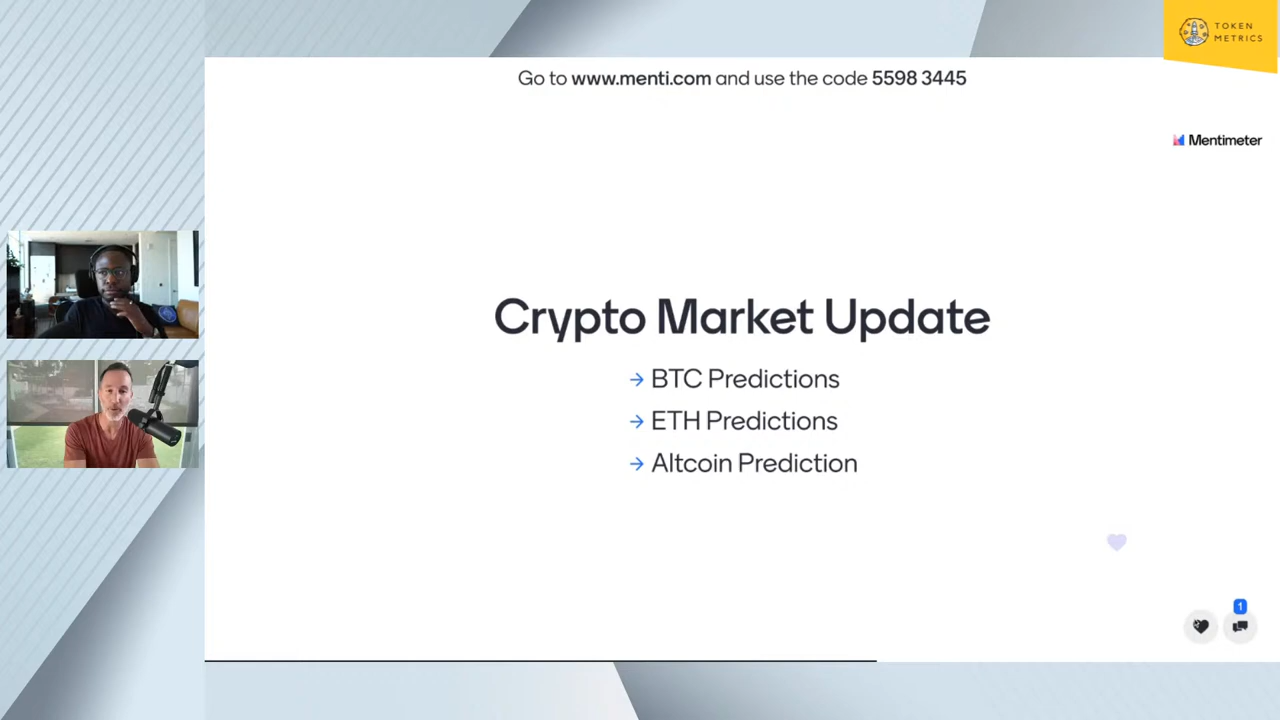 TOKEN
METRICS
Go to www.menti.com and use the code 5598 3445
Mentimeter
Crypto Market Update
→ BTC Predictions
→ ETH Predictions
→ Altcoin Prediction
1